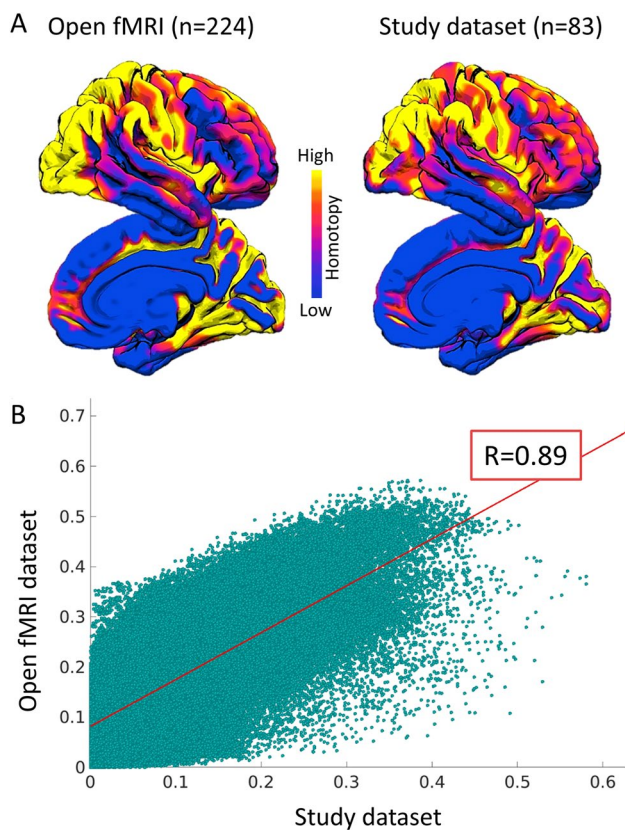 A
Open fMRI (n=224)
Study dataset (n=83)
High
Homotopy
Low
B
R=0.89
0.7
0.6
0.5
0.4
0.3
0.2
0.1
0
Open fMRI dataset
0
0.1
0.2
0.3
0.4
0.5
0.6
Study dataset